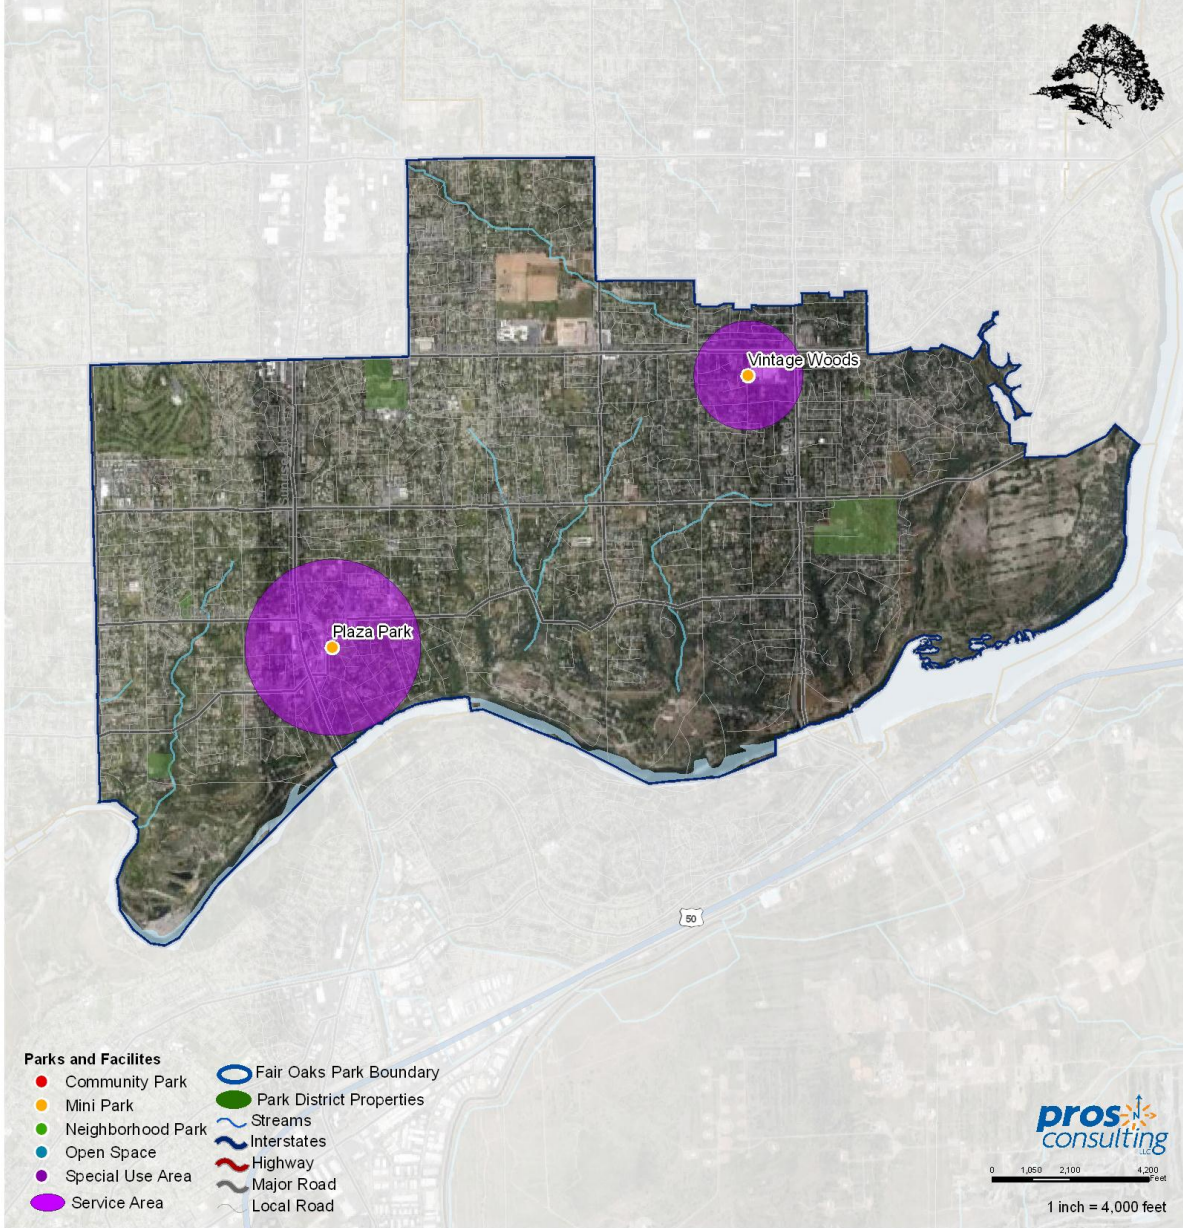 Vintage Woods
Plaza Park
50
Parks and Facilites
Community Park
Mini Park
Neighborhood Park
Open Space
Special Use Area
Service Area
Fair Oaks Park Boundary
Park District Properties
Streams
Interstates
Highway
Major Road
Local Road
N
pros
consulting
LLC
0 1,050 2,100 4,200
Feet
1 inch = 4,000 feet